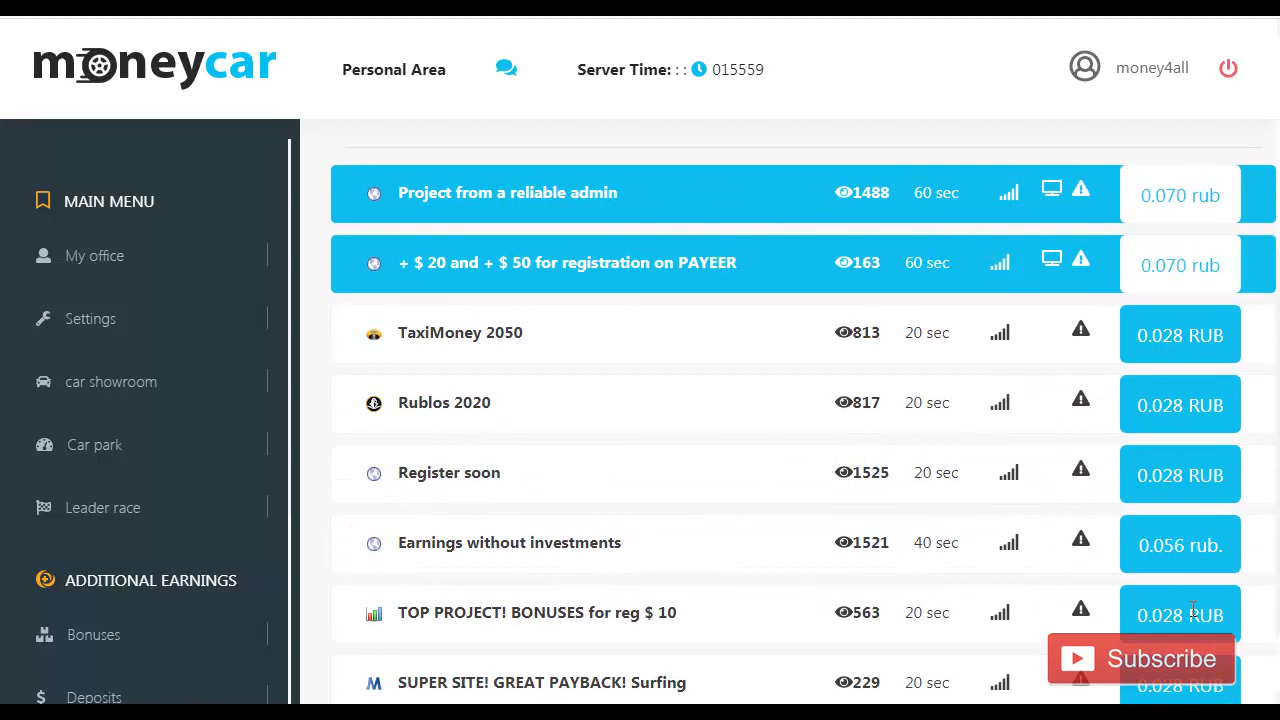 moneycar
Personal Area
Server Time: : : 015559
money4all
MAIN MENU
My office
Settings
car showroom
Car park
Leader race
ADDITIONAL EARNINGS
Bonuses
Deposits
Project from a reliable admin 1488 60 sec 0.070 rub
+ $ 20 and + $ 50 for registration on PAYEER 163 60 sec 0.070 rub
TaxiMoney 2050 813 20 sec 0.028 RUB
Rublos 2020 817 20 sec 0.028 RUB
Register soon 1525 20 sec 0.028 RUB
Earnings without investments 1521 40 sec 0.056 rub.
TOP PROJECT! BONUSES for reg $ 10 563 20 sec 0.028 RUB
Subscribe
SUPER SITE! GREAT PAYBACK! Surfing 229 20 sec 0.028 RUB